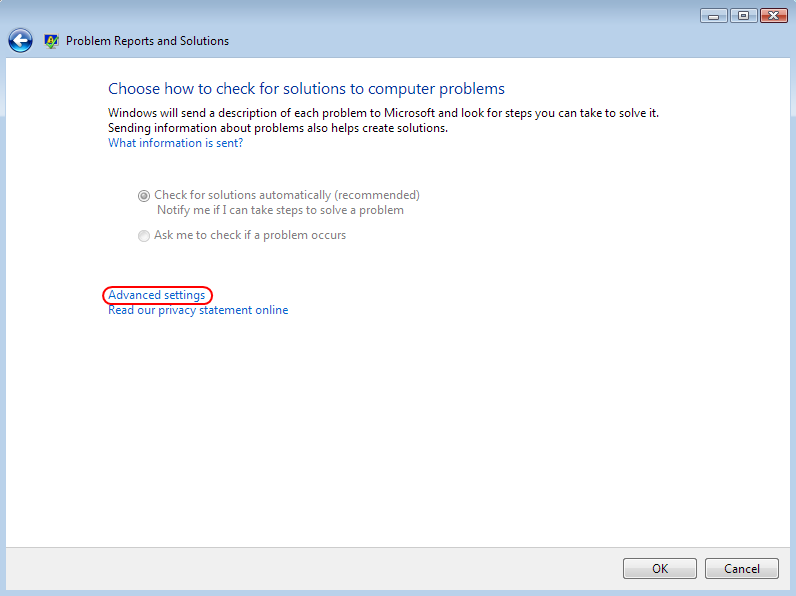 Problem Reports and Solutions
Choose how to check for solutions to computer problems
Windows will send a description of each problem to Microsoft and look for steps you can take to solve it.
Sending information about problems also helps create solutions.
What information is sent?
Check for solutions automatically (recommended)
Notify me if I can take steps to solve a problem
Ask me to check if a problem occurs
Advanced settings
Read our privacy statement online
OK
Cancel